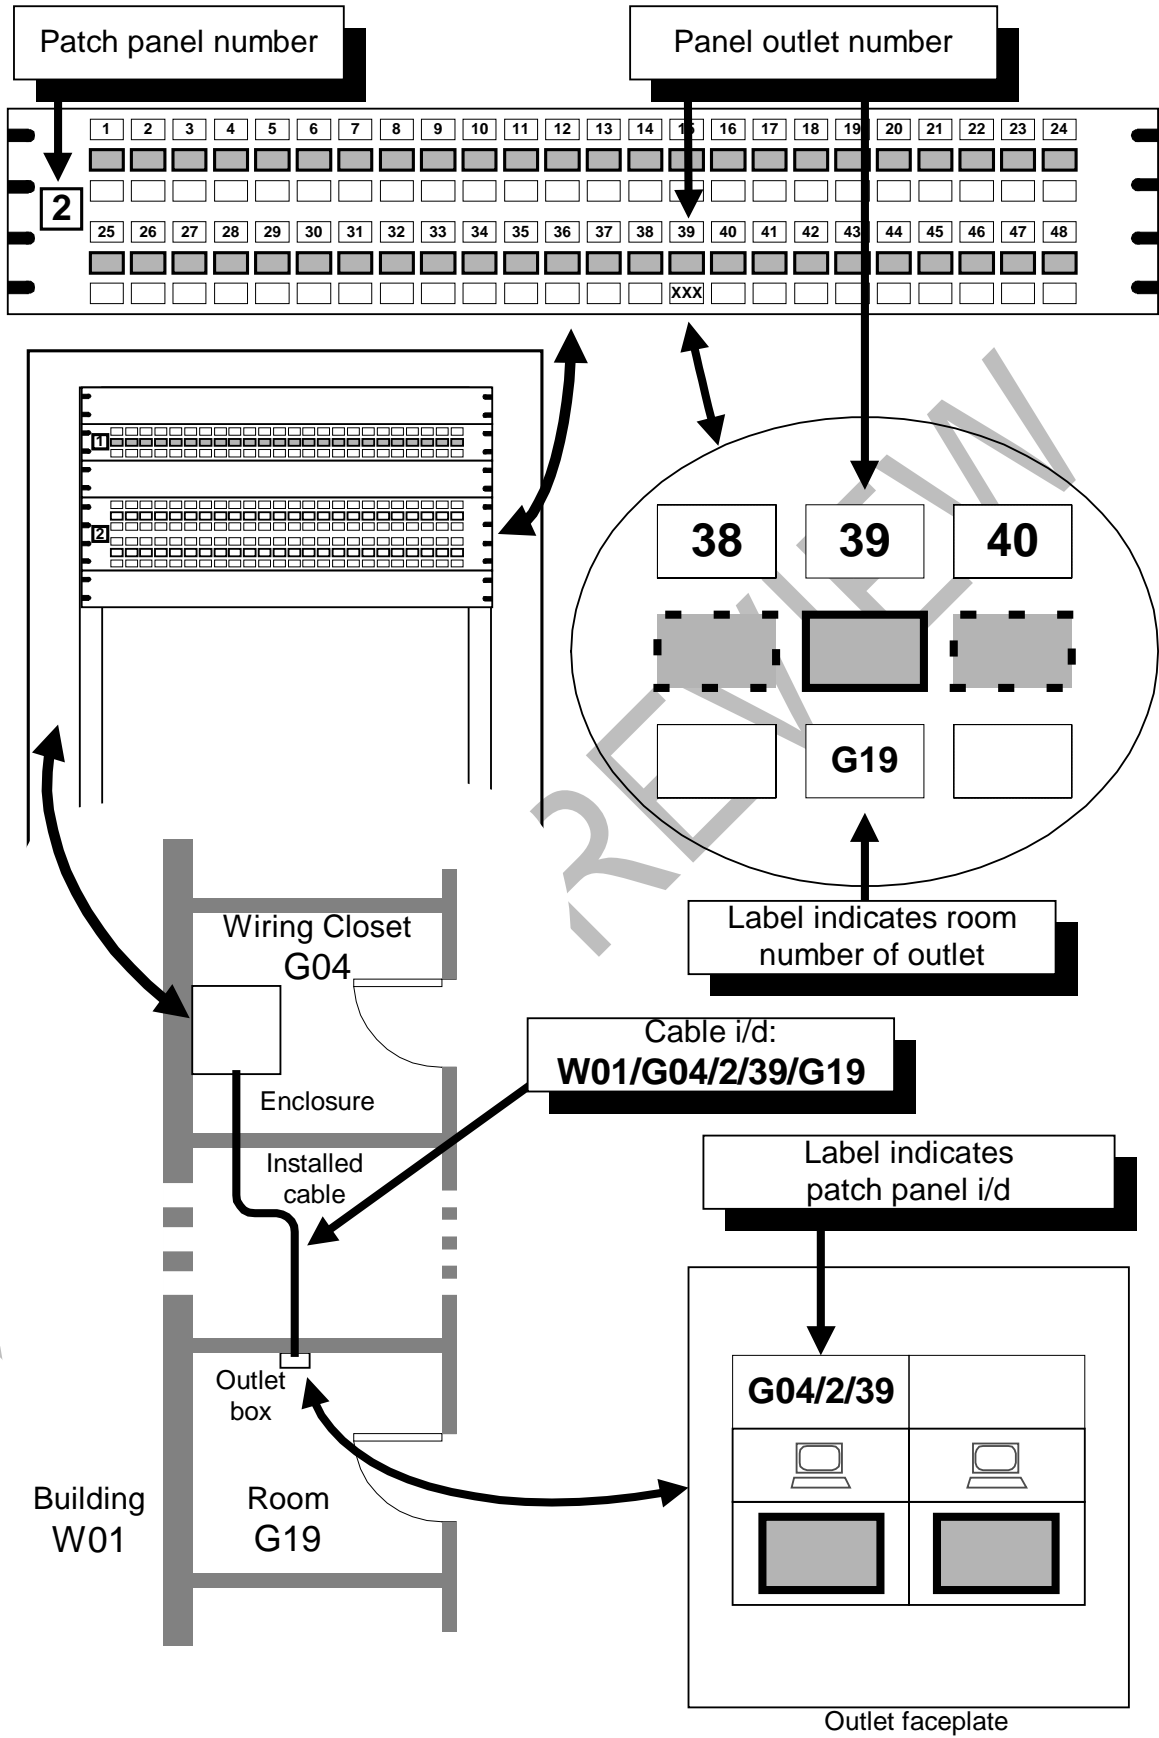 Patch panel number
Panel outlet number
1 2 3 4 5 6 7 8 9 10 11 12 13 14 15 16 17 18 19 20 21 22 23 24
2
25 26 27 28 29 30 31 32 33 34 35 36 37 38 39 40 41 42 43 44 45 46 47 48
XXX
1
2
38 39 40
G19
REVIEW
Label indicates room
number of outlet
Wiring Closet
G04
Cable i/d:
W01/G04/2/39/G19
Enclosure
Installed
cable
Label indicates
patch panel i/d
Outlet
box
G04/2/39
Building
W01
Room
G19
Outlet faceplate